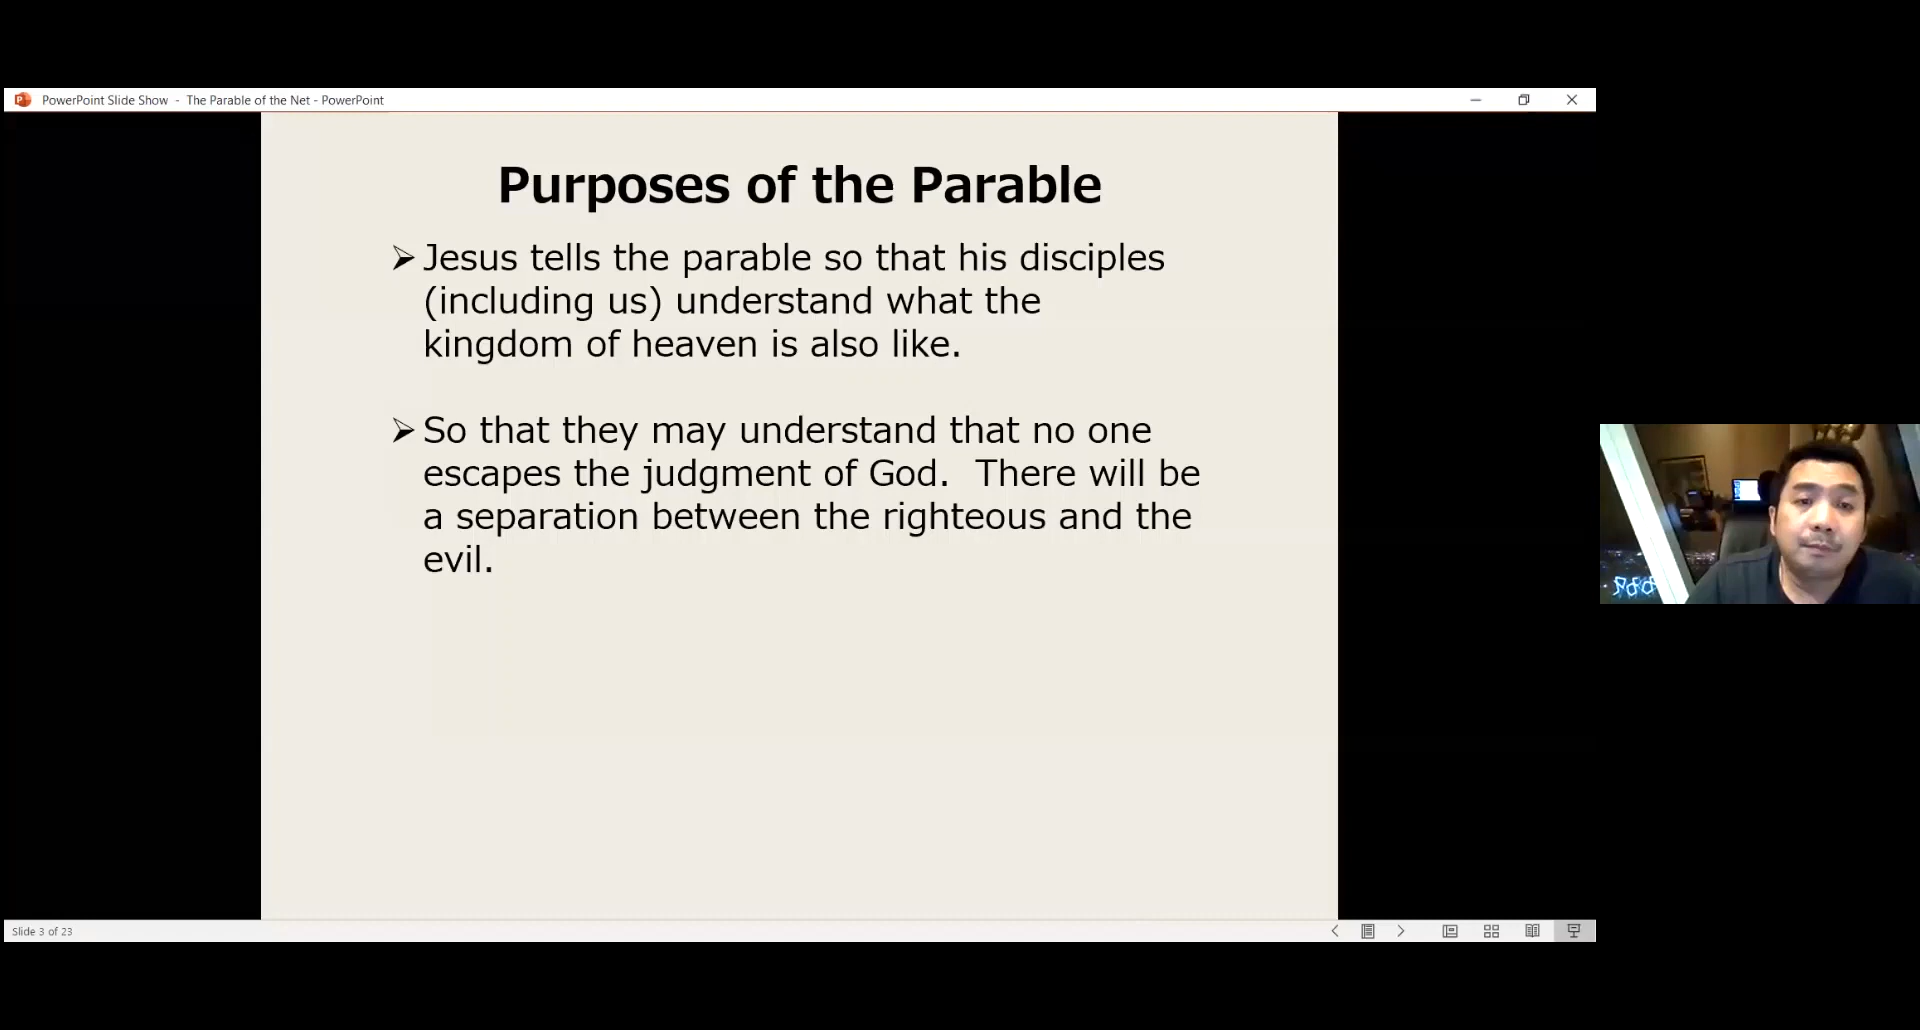 PowerPoint Slide Show - The Parable of the Net - PowerPoint
Purposes of the Parable
➢ Jesus tells the parable so that his disciples
(including us) understand what the
kingdom of heaven is also like.
➢ So that they may understand that no one
escapes the judgment of God.  There will be
a separation between the righteous and the
evil.
Slide 3 of 23